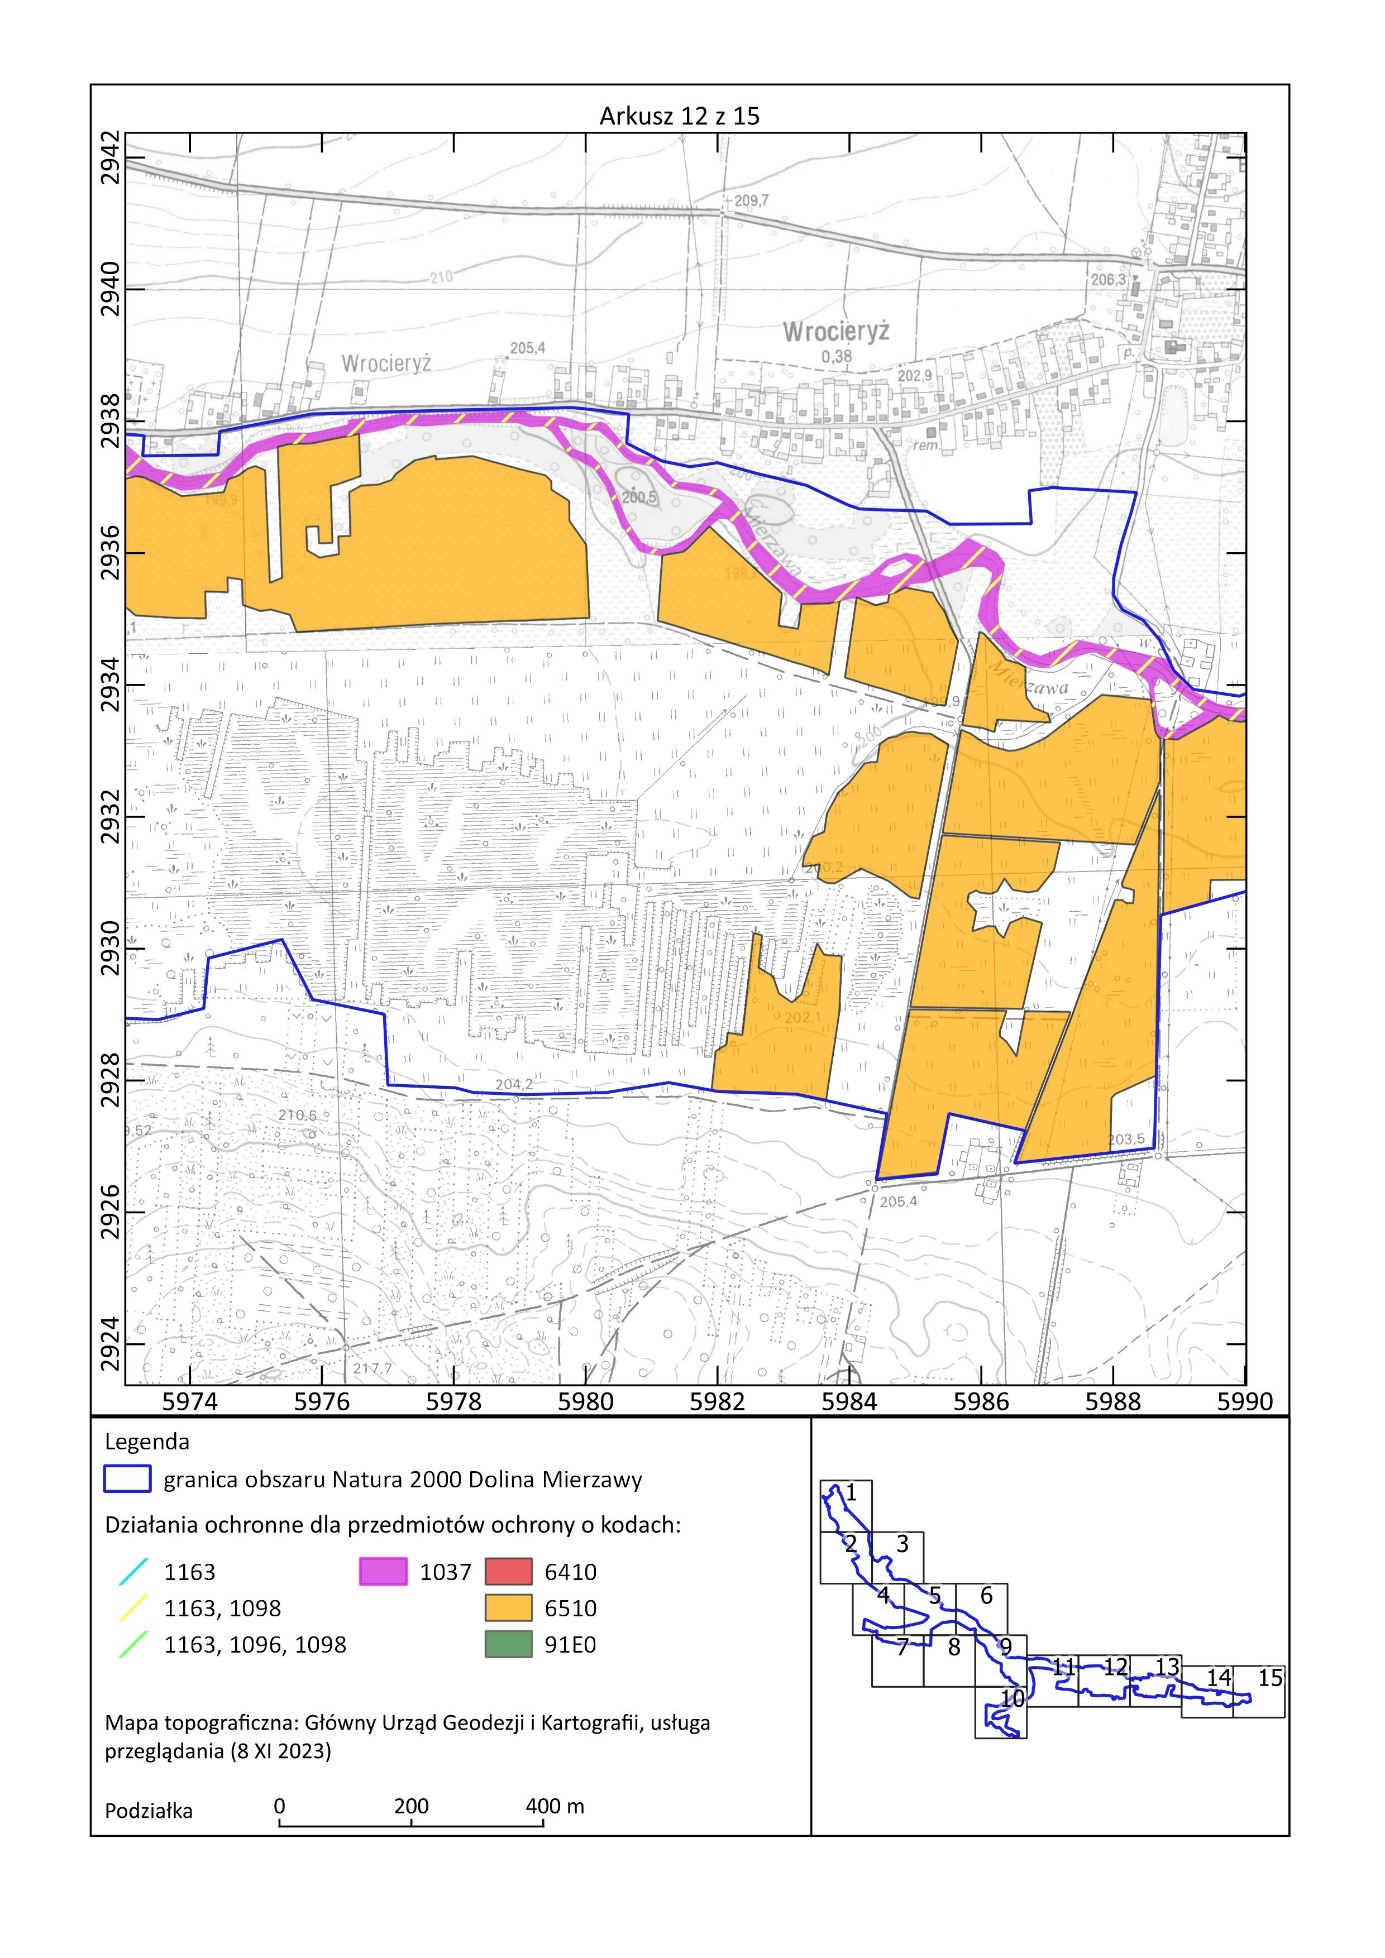 Arkusz 12 z 15
2942
2940
2938
2936
2934
2932
2930
2928
2926
2924
209,7
210
206,3
Wrocieryż
0,38
Wrocieryż
205,4
202,9
p.
rem.
200,5
Mierzawa
w.
Mierzawa
200,2
202,1
204,2
210,5
9,52
203,5
205,4
217,7
5974 5976 5978 5980 5982 5984 5986 5988 5990
Legenda
granica obszaru Natura 2000 Dolina Mierzawy
Działania ochronne dla przedmiotów ochrony o kodach:
1163 1037 6410
1163, 1098 6510
1163, 1096, 1098 91E0
Mapa topograficzna: Główny Urząd Geodezji i Kartografii, usługa
przeglądania (8 XI 2023)
Podziałka 0 200 400 m
1
2 3
4 5 6
7 8 9
11 12 13 14 15
10